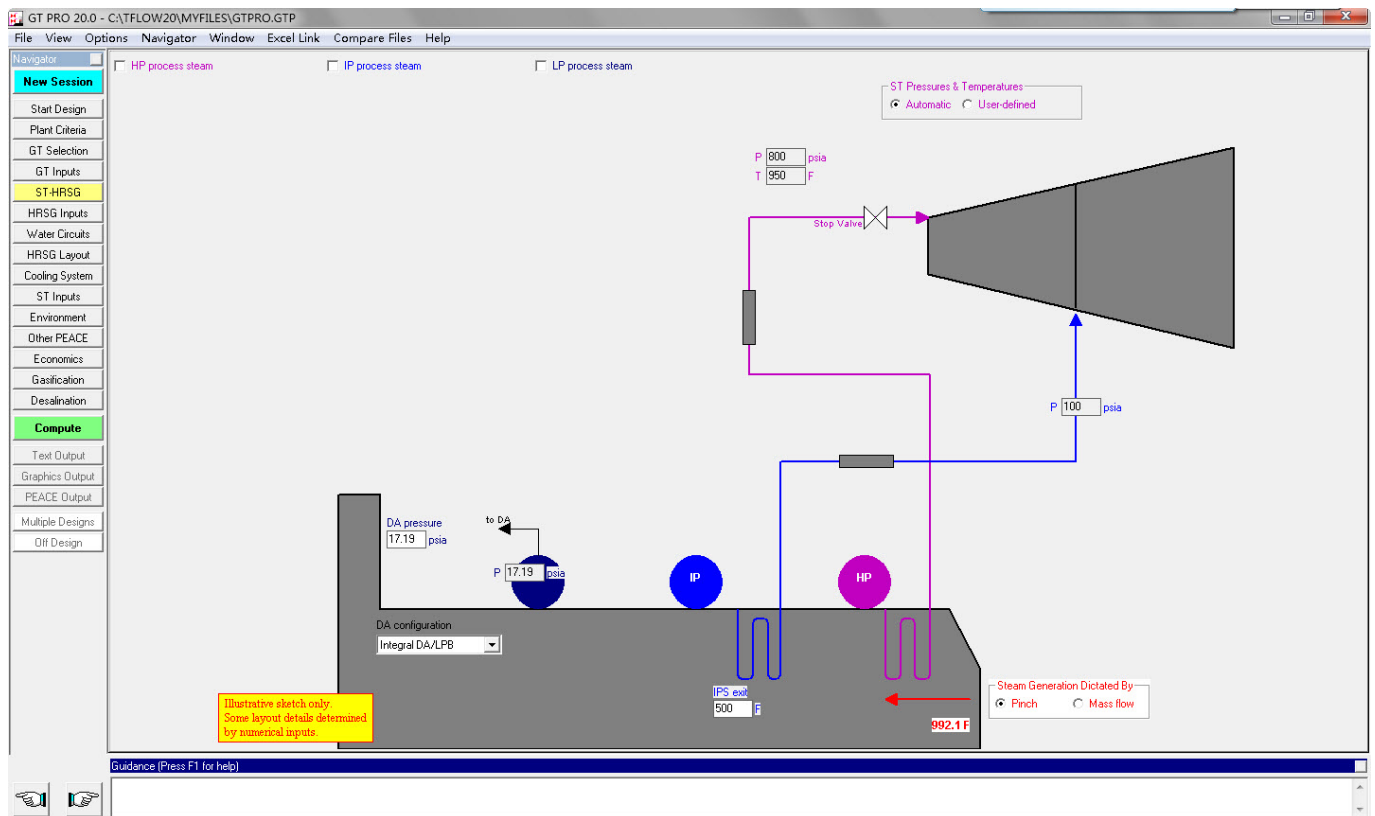 GT PRO 20.0 - C:\TFLOW20\MYFILES\GTPRO.GTP
File View Options Navigator Window Excel Link Compare Files Help
Navigator
New Session
Start Design
Plant Criteria
GT Selection
GT Inputs
ST-HRSG
HRSG Inputs
Water Circuits
HRSG Layout
Cooling System
ST Inputs
Environment
Other PEACE
Economics
Gasification
Desalination
Compute
Text Output
Graphics Output
PEACE Output
Multiple Designs
Off Design
HP process steam
IP process steam
LP process steam
ST Pressures & Temperatures
Automatic User-defined
P 800 psia
T 950 F
Stop Valve
P 100 psia
DA pressure
17.19 psia
to DA
P 17.19 psia
IP
HP
DA configuration
Integral DA/LPB
IPS exit
500 F
Steam Generation Dictated By
Pinch Mass flow
992.1 F
Illustrative sketch only.
Some layout details determined
by numerical inputs.
Guidance (Press F1 for help)